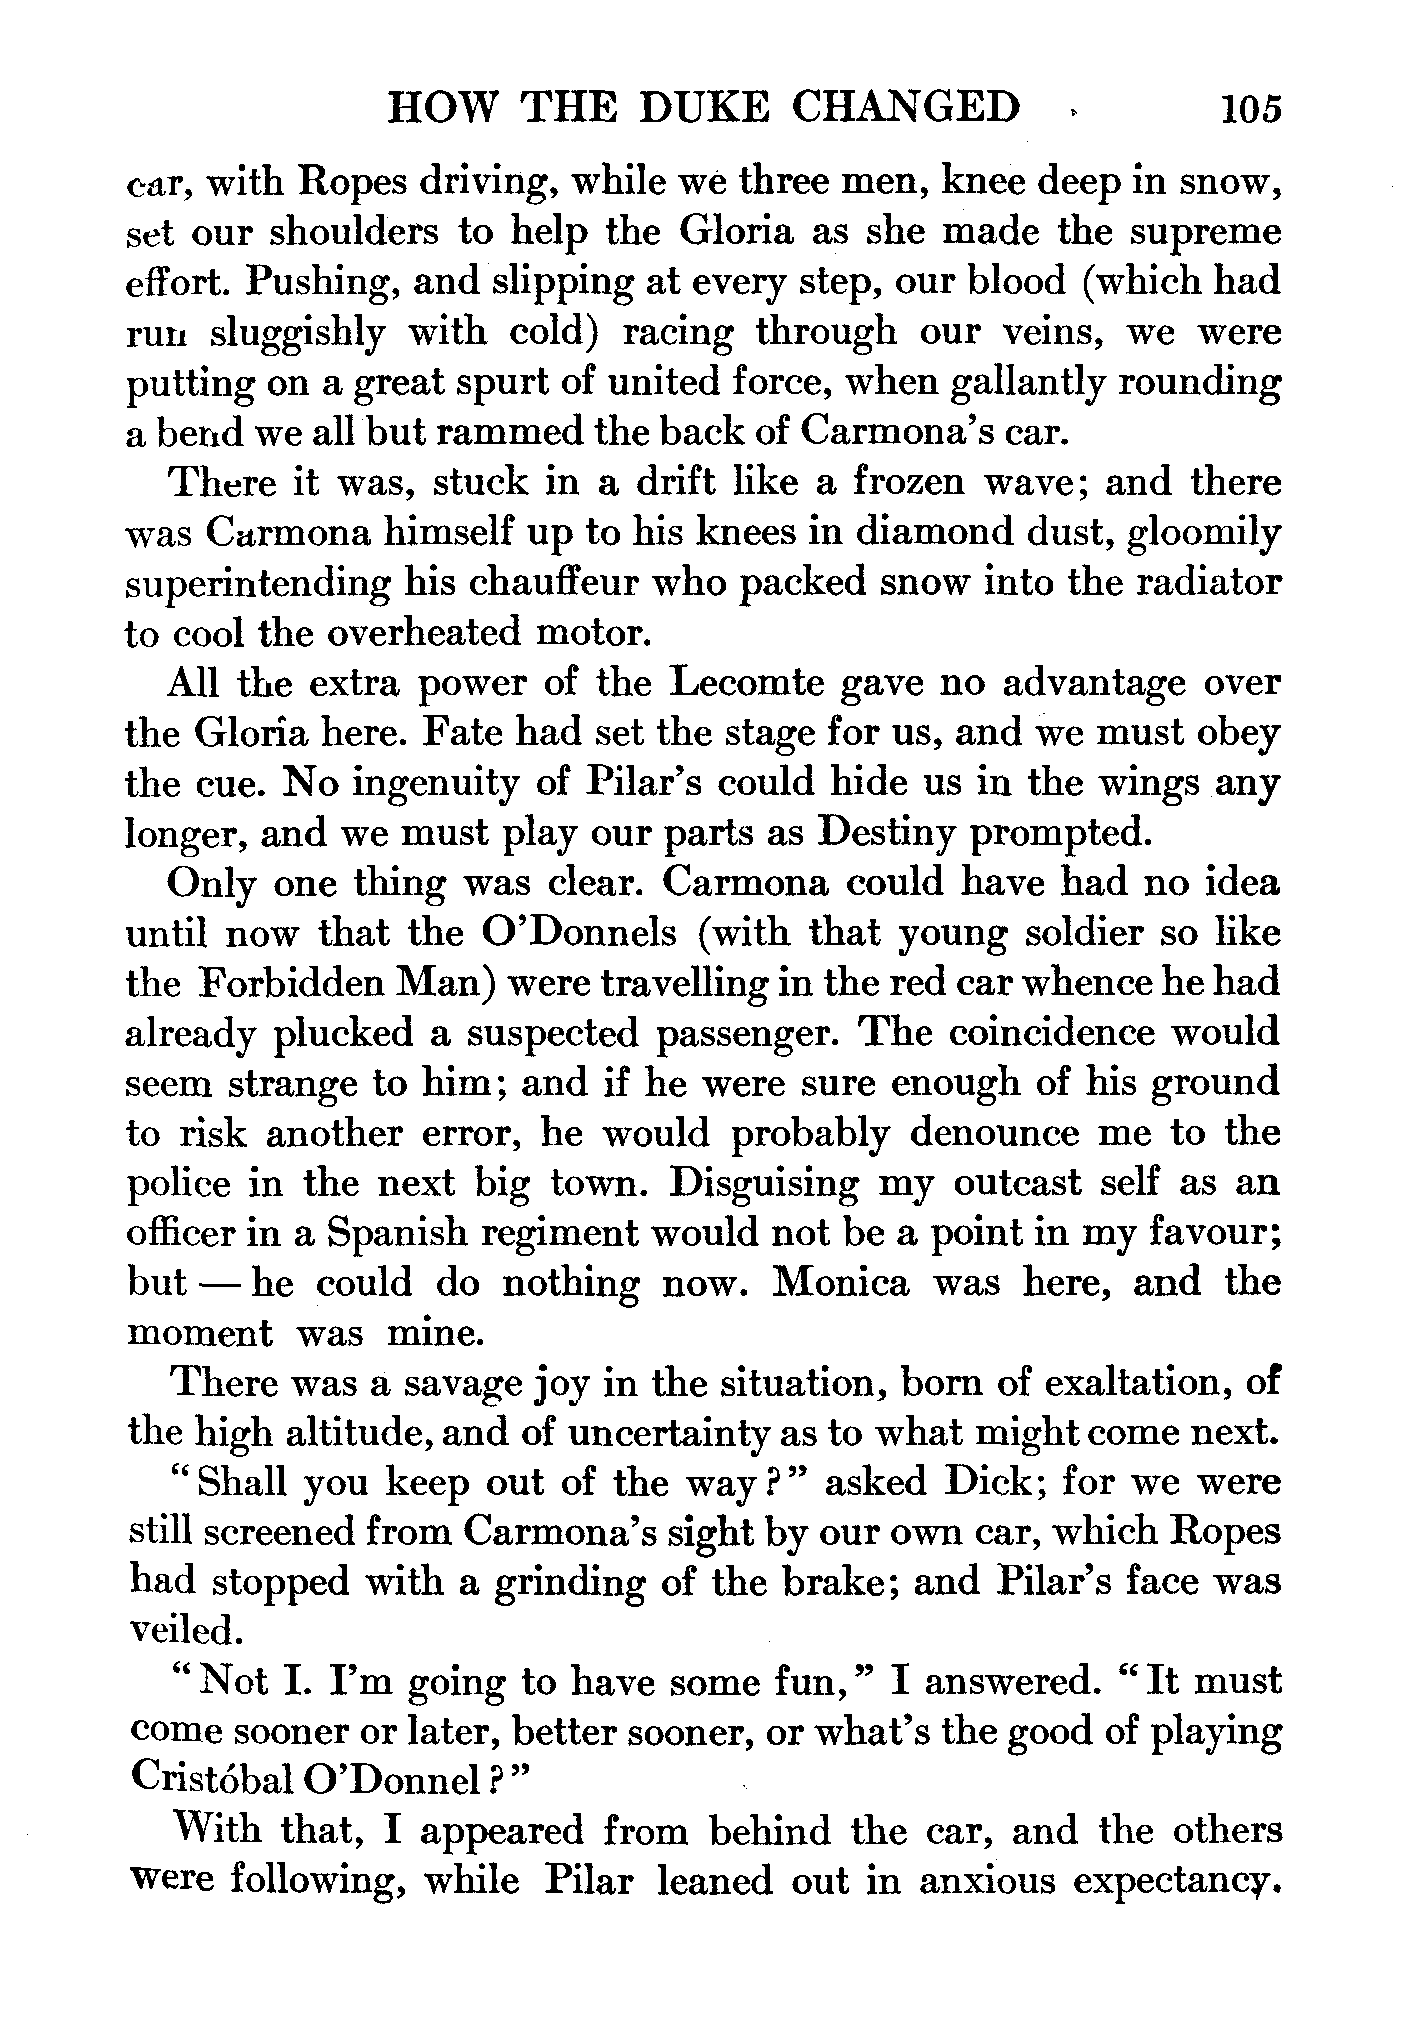 HOW THE DUKE CHANGED 105
car, with Ropes driving, while we three men, knee deep in snow,
set our shoulders to help the Gloria as she made the supreme
effort. Pushing, and slipping at every step, our blood (which had
run sluggishly with cold) racing through our veins, we were
putting on a great spurt of united force, when gallantly rounding
a bend we all but rammed the back of Carmona's car.
There it was, stuck in a drift like a frozen wave; and there
was Carmona himself up to his knees in diamond dust, gloomily
superintending his chauffeur who packed snow into the radiator
to cool the overheated motor.
All the extra power of the Lecomte gave no advantage over
the Gloria here. Fate had set the stage for us, and we must obey
the cue. No ingenuity of Pilar's could hide us in the wings any
longer, and we must play our parts as Destiny prompted.
Only one thing was clear. Carmona could have had no idea
until now that the O'Donnels (with that young soldier so like
the Forbidden Man) were travelling in the red car whence he had
already plucked a suspected passenger. The coincidence would
seem strange to him; and if he were sure enough of his ground
to risk another error, he would probably denounce me to the
police in the next big town. Disguising my outcast self as an
officer in a Spanish regiment would not be a point in my favour;
but — he could do nothing now. Monica was here, and the
moment was mine.
There was a savage joy in the situation, born of exaltation, of
the high altitude, and of uncertainty as to what might come next.
"Shall you keep out of the way?" asked Dick; for we were
still screened from Carmona's sight by our own car, which Ropes
had stopped with a grinding of the brake; and Pilar's face was
veiled.
"Not I. I'm going to have some fun," I answered. "It must
come sooner or later, better sooner, or what's the good of playing
Cristóbal O'Donnel?"
With that, I appeared from behind the car, and the others
were following, while Pilar leaned out in anxious expectancy.